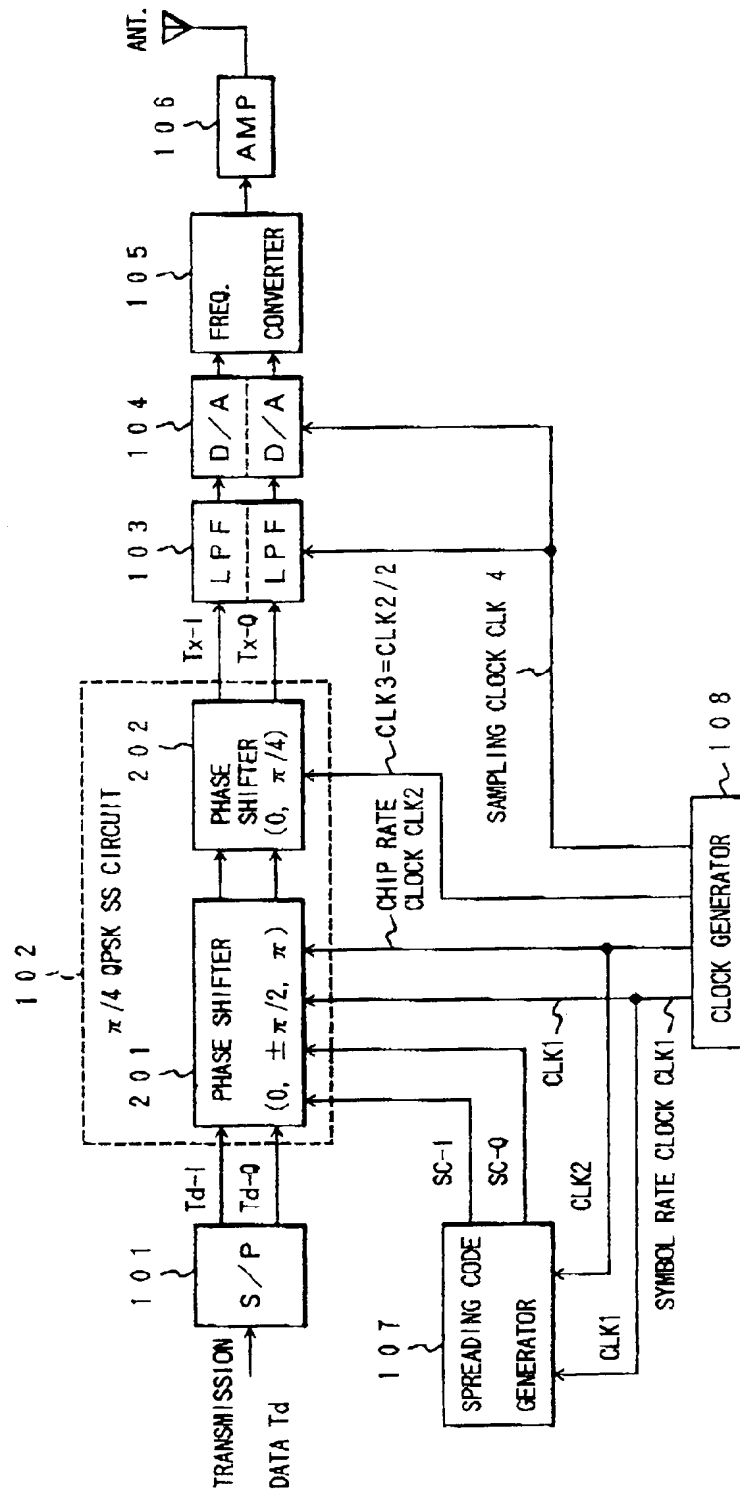 TRANSMISSION
DATA Td
101
S/P
Td-I
Td-Q
102
π/4 QPSK SS CIRCUIT
201
PHASE SHIFTER
(0, ±π/2, π)
202
PHASE
SHIFTER
(0, π/4)
Tx-I
Tx-Q
103
LPF
LPF
104
D/A
D/A
105
FREQ.
CONVERTER
106
AMP
ANT.
107
SPREADING CODE
GENERATOR
SC-I
SC-Q
CLK2
CLK1
CLK1
SYMBOL RATE CLOCK CLK1
CHIP RATE
CLOCK CLK2
CLK3=CLK2/2
SAMPLING CLOCK CLK 4
108
CLOCK GENERATOR